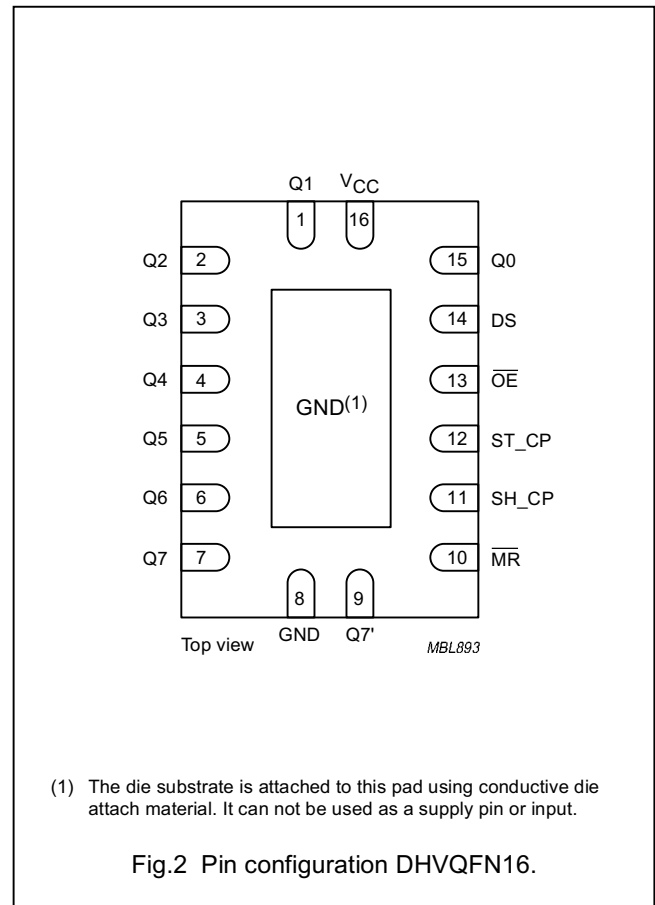 Q1 VCC
1 16
Q2 2 15 Q0
Q3 3 14 DS
Q4 4 13 O̅E̅
GND(1)
Q5 5 12 ST_CP
Q6 6 11 SH_CP
Q7 7 10 M̅R̅
8 9
Top view GND Q7' MBL893
(1) The die substrate is attached to this pad using conductive die
attach material. It can not be used as a supply pin or input.
Fig.2 Pin configuration DHVQFN16.